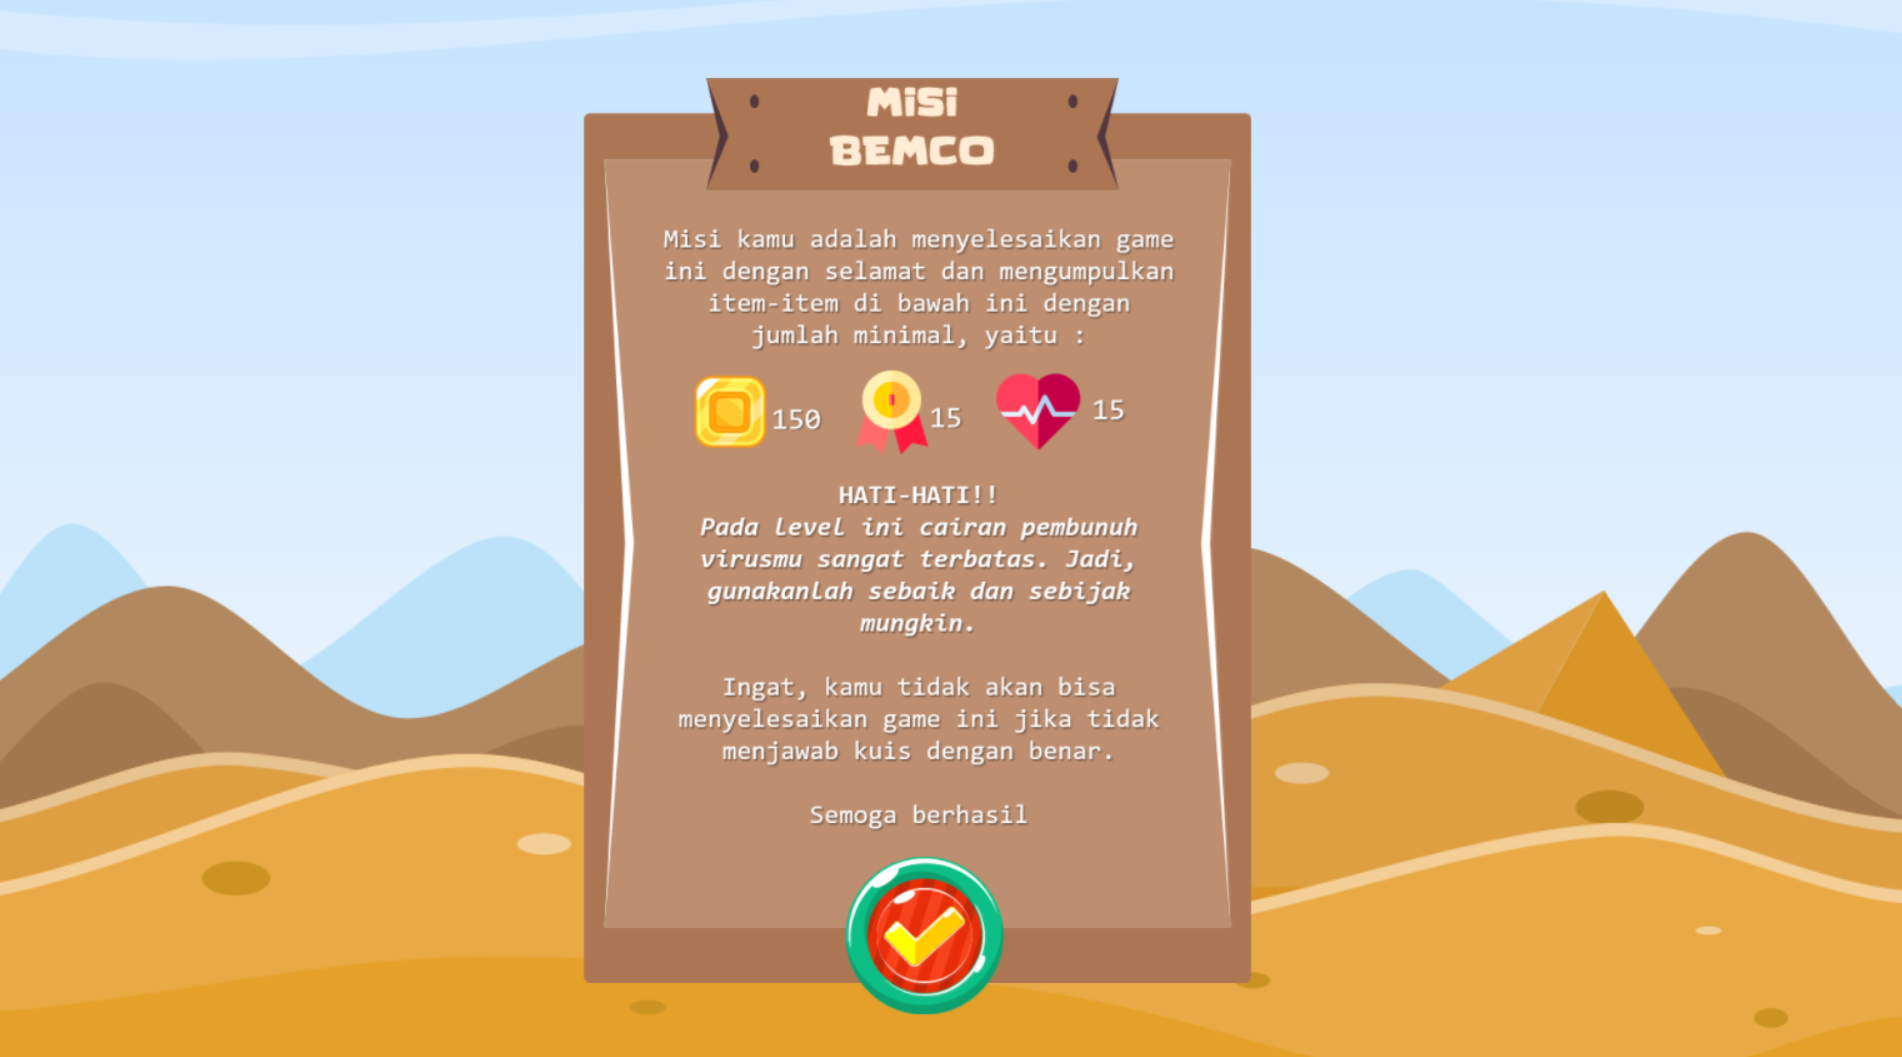 MiSi
BEMCO
Misi kamu adalah menyelesaikan game
ini dengan selamat dan mengumpulkan
item-item di bawah ini dengan
jumlah minimal, yaitu :
150 15 15
HATI-HATI!!
Pada level ini cairan pembunuh
virusmu sangat terbatas. Jadi,
gunakanlah sebaik dan sebijak
mungkin.
Ingat, kamu tidak akan bisa
menyelesaikan game ini jika tidak
menjawab kuis dengan benar.
Semoga berhasil